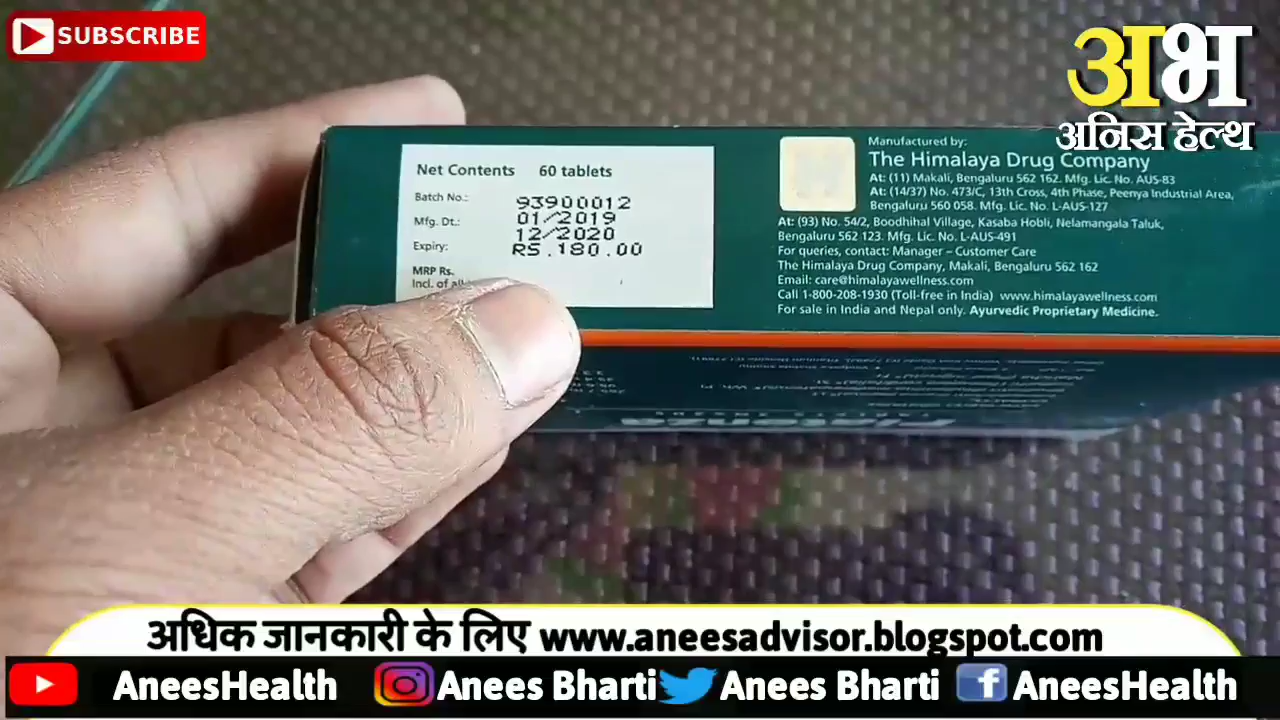 SUBSCRIBE
अभ
अनिस हेल्थ
Net Contents 60 tablets
Batch No.: 93900012
Mfg. Dt.: 01/2019
Expiry: 12/2020
RS.180.00
MRP Rs.
Incl. of all
Manufactured by:
The Himalaya Drug Company
At: (11) Makali, Bengaluru 562 162. Mfg. Lic. No. AUS-83
At: (14/37) No. 473/C, 13th Cross, 4th Phase, Peenya Industrial Area,
Bengaluru 560 058. Mfg. Lic. No. L-AUS-127
At: (93) No. 54/2, Boodhihal Village, Kasaba Hobli, Nelamangala Taluk,
Bengaluru 562 123. Mfg. Lic. No. L-AUS-491
For queries, contact: Manager – Customer Care
The Himalaya Drug Company, Makali, Bengaluru 562 162
Email: care@himalayawellness.com
Call 1-800-208-1930 (Toll-free in India) www.himalayawellness.com
For sale in India and Nepal only. Ayurvedic Proprietary Medicine.
Platenza
अधिक जानकारी के लिए www.aneesadvisor.blogspot.com
AneesHealth Anees Bharti Anees Bharti AneesHealth